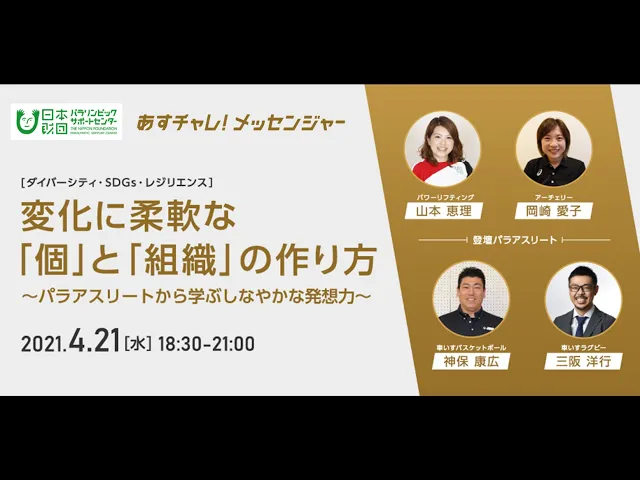 日本財団
パラリンピック
サポートセンター
THE NIPPON FOUNDATION
PARALYMPIC SUPPORT CENTER
あすチャレ！メッセンジャー
[ダイバーシティ・SDGs・レジリエンス]
変化に柔軟な
「個」と「組織」の作り方
〜パラアスリートから学ぶしなやかな発想力〜
2021.4.21[水] 18:30-21:00
パワーリフティング
山本 恵理
アーチェリー
岡崎 愛子
登壇パラアスリート
車いすバスケットボール
神保 康広
車いすラグビー
三阪 洋行